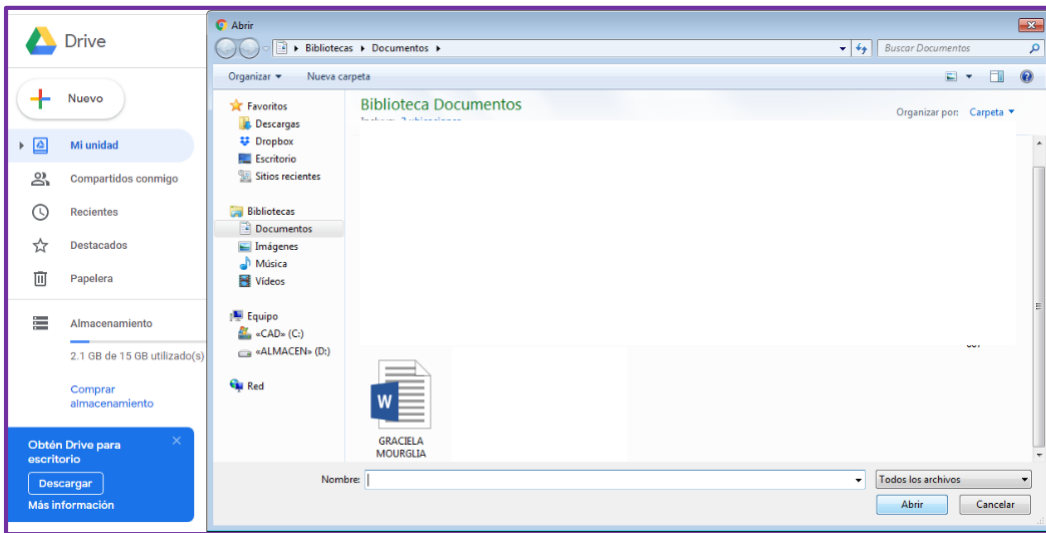 Drive
Nuevo
Mi unidad
Compartidos conmigo
Recientes
Destacados
Papelera
Almacenamiento
2.1 GB de 15 GB utilizado(s)
Comprar
almacenamiento
Obtén Drive para
escritorio
Descargar
Más información
Abrir
Bibliotecas Documentos
Buscar Documentos
Organizar Nueva carpeta
Favoritos
Descargas
Dropbox
Escritorio
Sitios recientes
Bibliotecas
Documentos
Imágenes
Música
Vídeos
Equipo
«CAD» (C:)
«ALMACEN» (D:)
Red
Biblioteca Documentos
Organizar por: Carpeta
W
GRACIELA
MOURGLIA
Nombre:
Todos los archivos
Abrir Cancelar